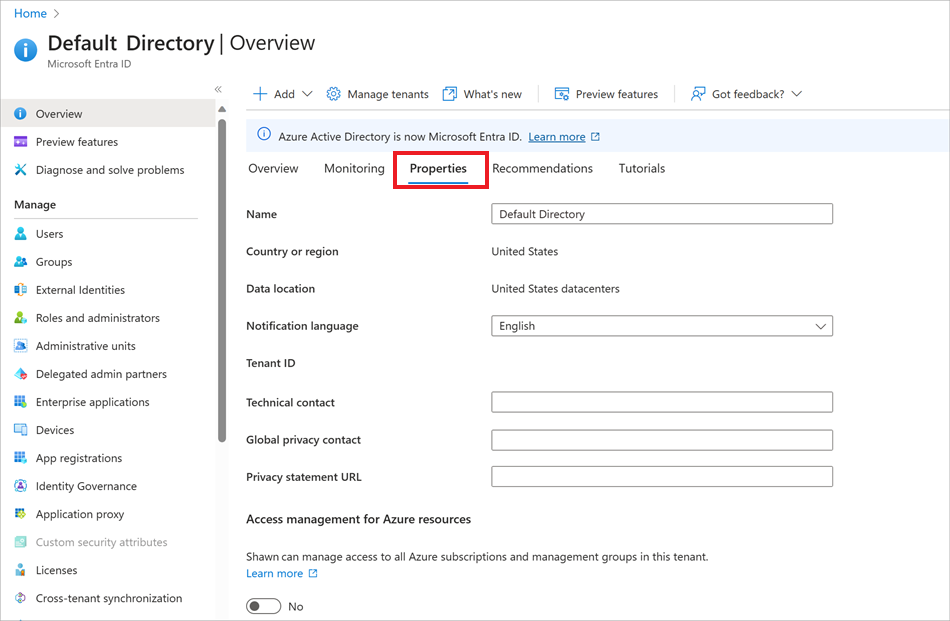 Home
Default Directory | Overview
Microsoft Entra ID
Overview
Preview features
Diagnose and solve problems
Manage
Users
Groups
External Identities
Roles and administrators
Administrative units
Delegated admin partners
Enterprise applications
Devices
App registrations
Identity Governance
Application proxy
Custom security attributes
Licenses
Cross-tenant synchronization
Add Manage tenants What's new Preview features Got feedback?
Azure Active Directory is now Microsoft Entra ID. Learn more
Overview Monitoring Properties Recommendations Tutorials
Name Default Directory
Country or region United States
Data location United States datacenters
Notification language English
Tenant ID
Technical contact
Global privacy contact
Privacy statement URL
Access management for Azure resources
Shawn can manage access to all Azure subscriptions and management groups in this tenant.
Learn more
No